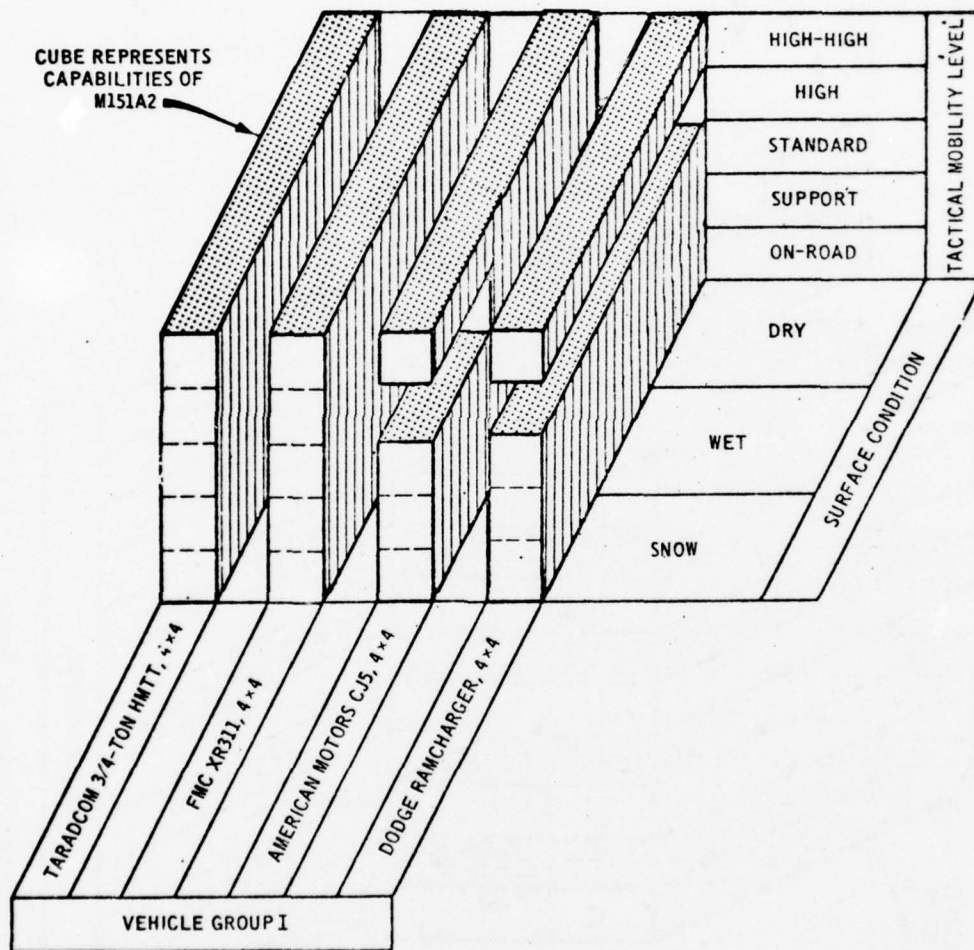 CUBE REPRESENTS
CAPABILITIES OF
M151A2
HIGH-HIGH
HIGH
STANDARD
SUPPORT
ON-ROAD
TACTICAL MOBILITY LEVEL
DRY
WET
SNOW
SURFACE CONDITION
TARADCOM 3/4-TON HMTT, 4×4
FMC XR311, 4×4
AMERICAN MOTORS CJ5, 4×4
DODGE RAMCHARGER, 4×4
VEHICLE GROUP I